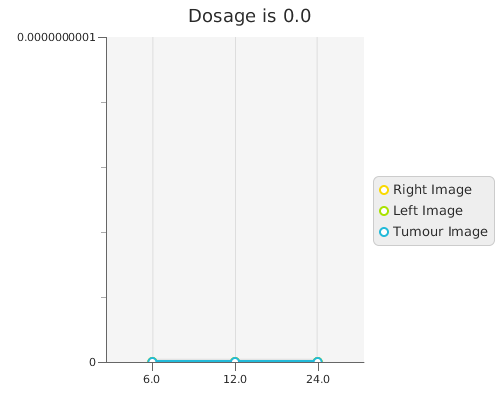 Dosage is 0.0
0.0000000001
0
6.0
12.0
24.0
Right Image
Left Image
Tumour Image